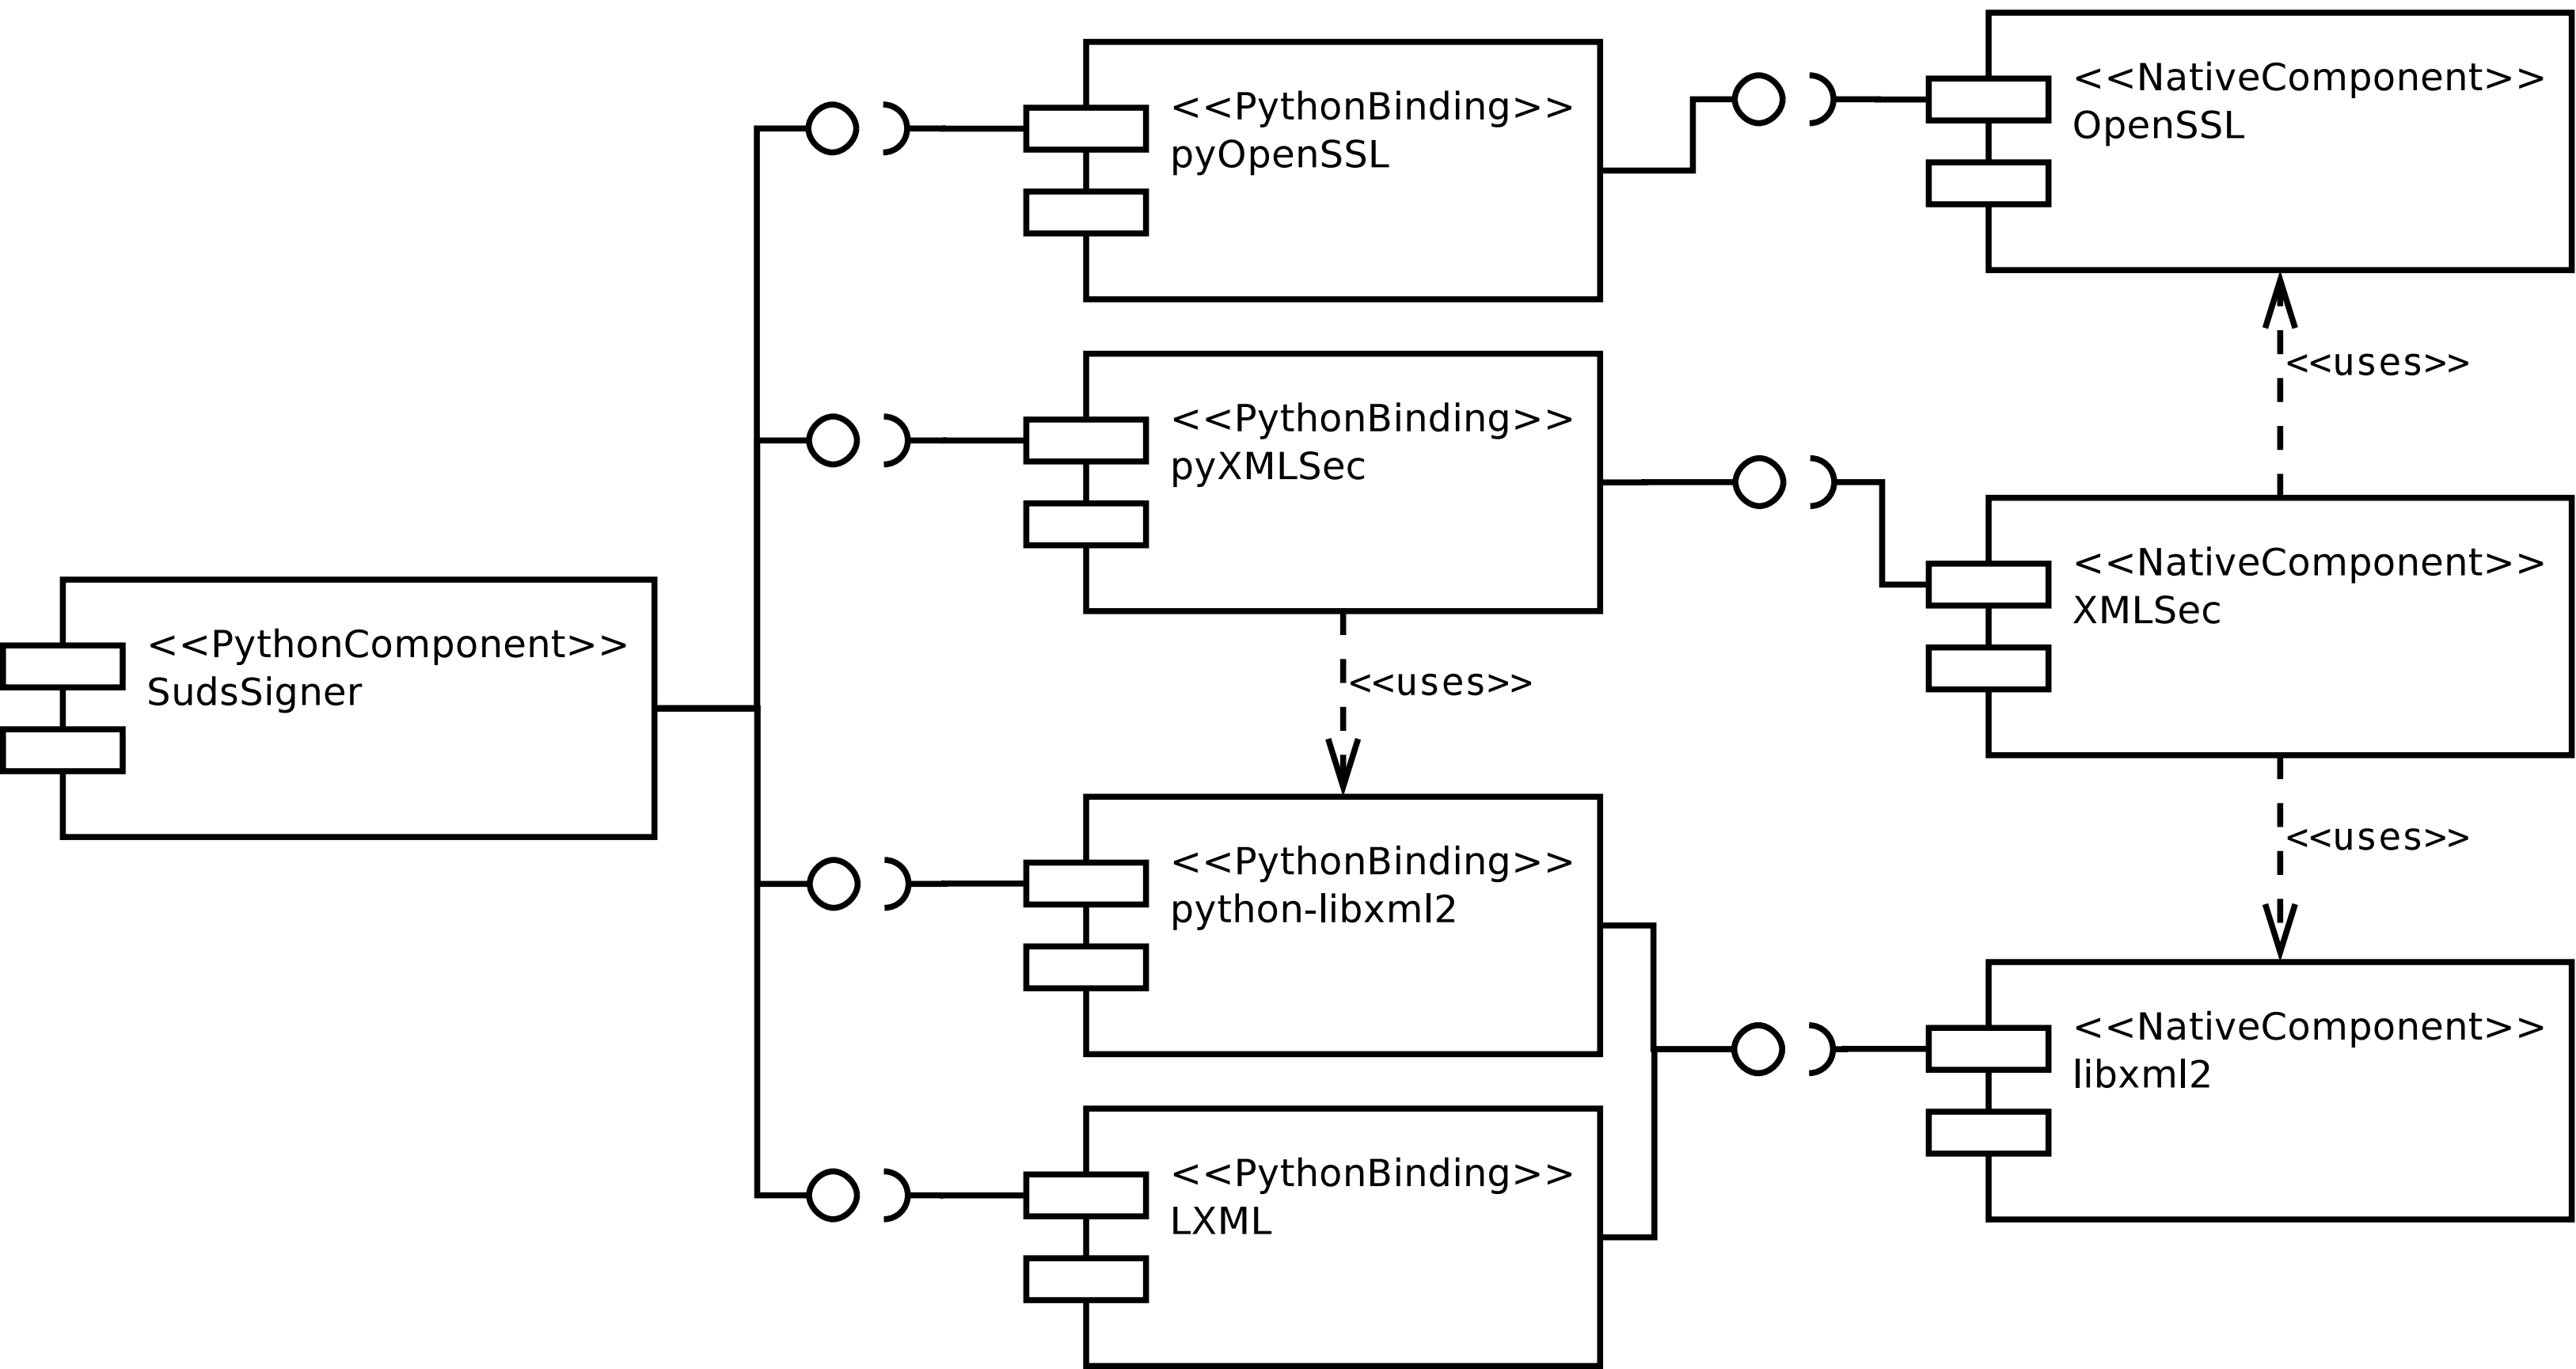 <<PythonBinding>>
pyOpenSSL
<<NativeComponent>>
OpenSSL
<<uses>>
<<PythonBinding>>
pyXMLSec
<<NativeComponent>>
XMLSec
<<PythonComponent>>
SudsSigner
<<uses>>
<<uses>>
<<PythonBinding>>
python-libxml2
<<NativeComponent>>
libxml2
<<PythonBinding>>
LXML